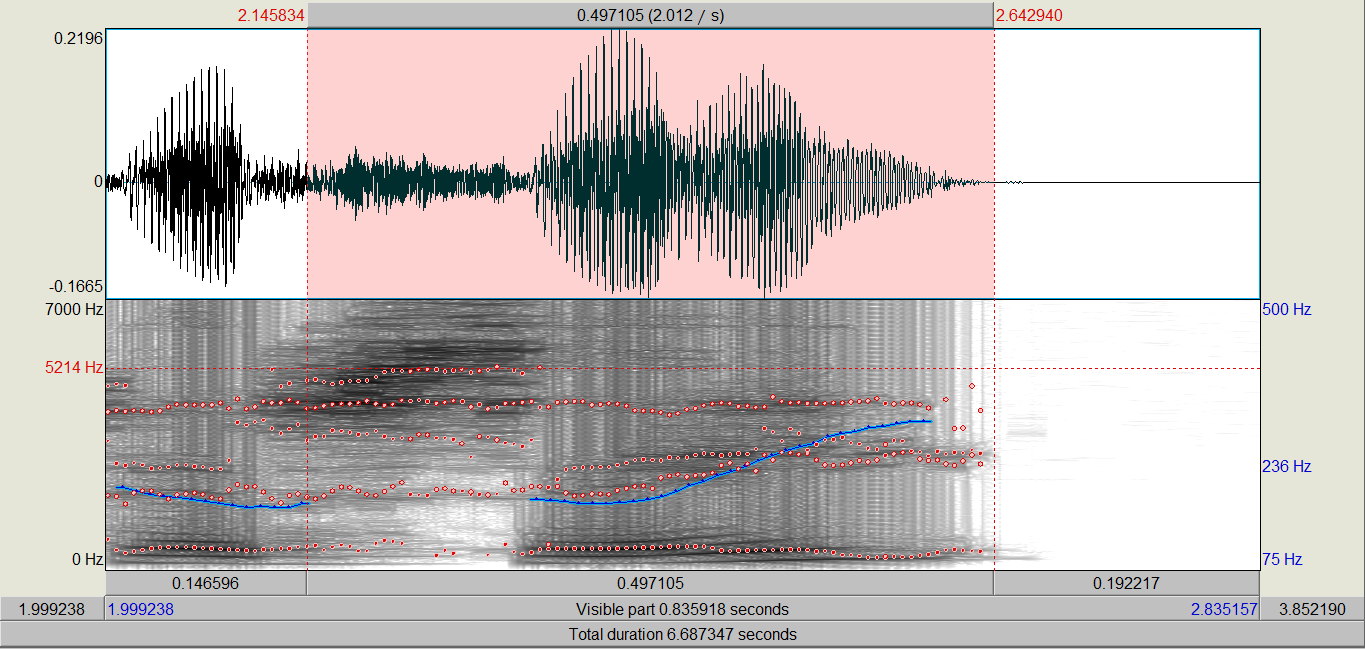 2.145834 0.497105 (2.012 / s) 2.642940
0.2196
0
-0.1665
7000 Hz 500 Hz
5214 Hz
236 Hz
0 Hz 75 Hz
0.146596 0.497105 0.192217
1.999238 1.999238 Visible part 0.835918 seconds 2.835157 3.852190
Total duration 6.687347 seconds